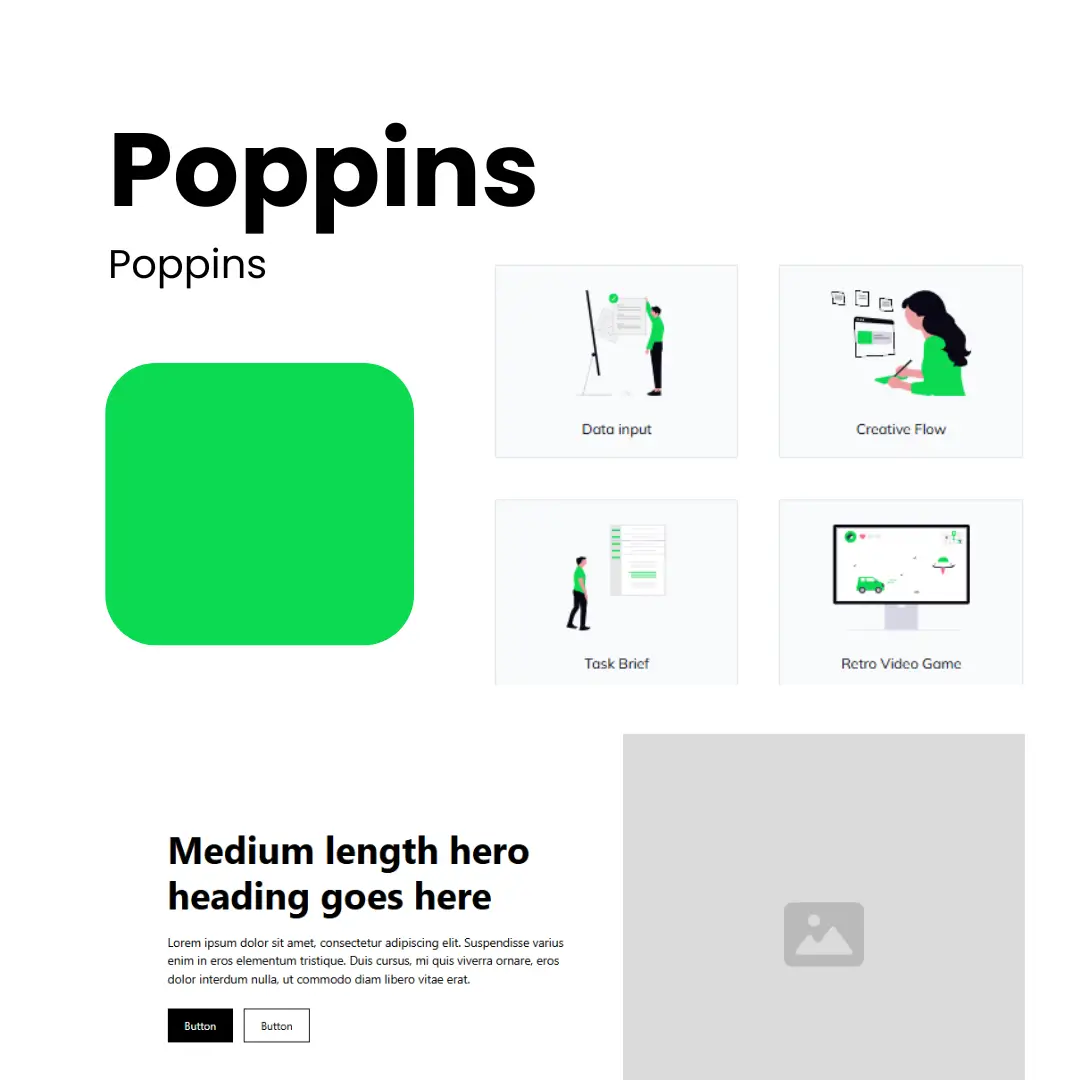 Poppins
Poppins
Data input
Creative Flow
Task Brief
Retro Video Game
Medium length hero
heading goes here
Lorem ipsum dolor sit amet, consectetur adipiscing elit. Suspendisse varius
enim in eros elementum tristique. Duis cursus, mi quis viverra ornare, eros
dolor interdum nulla, ut commodo diam libero vitae erat.
Button
Button